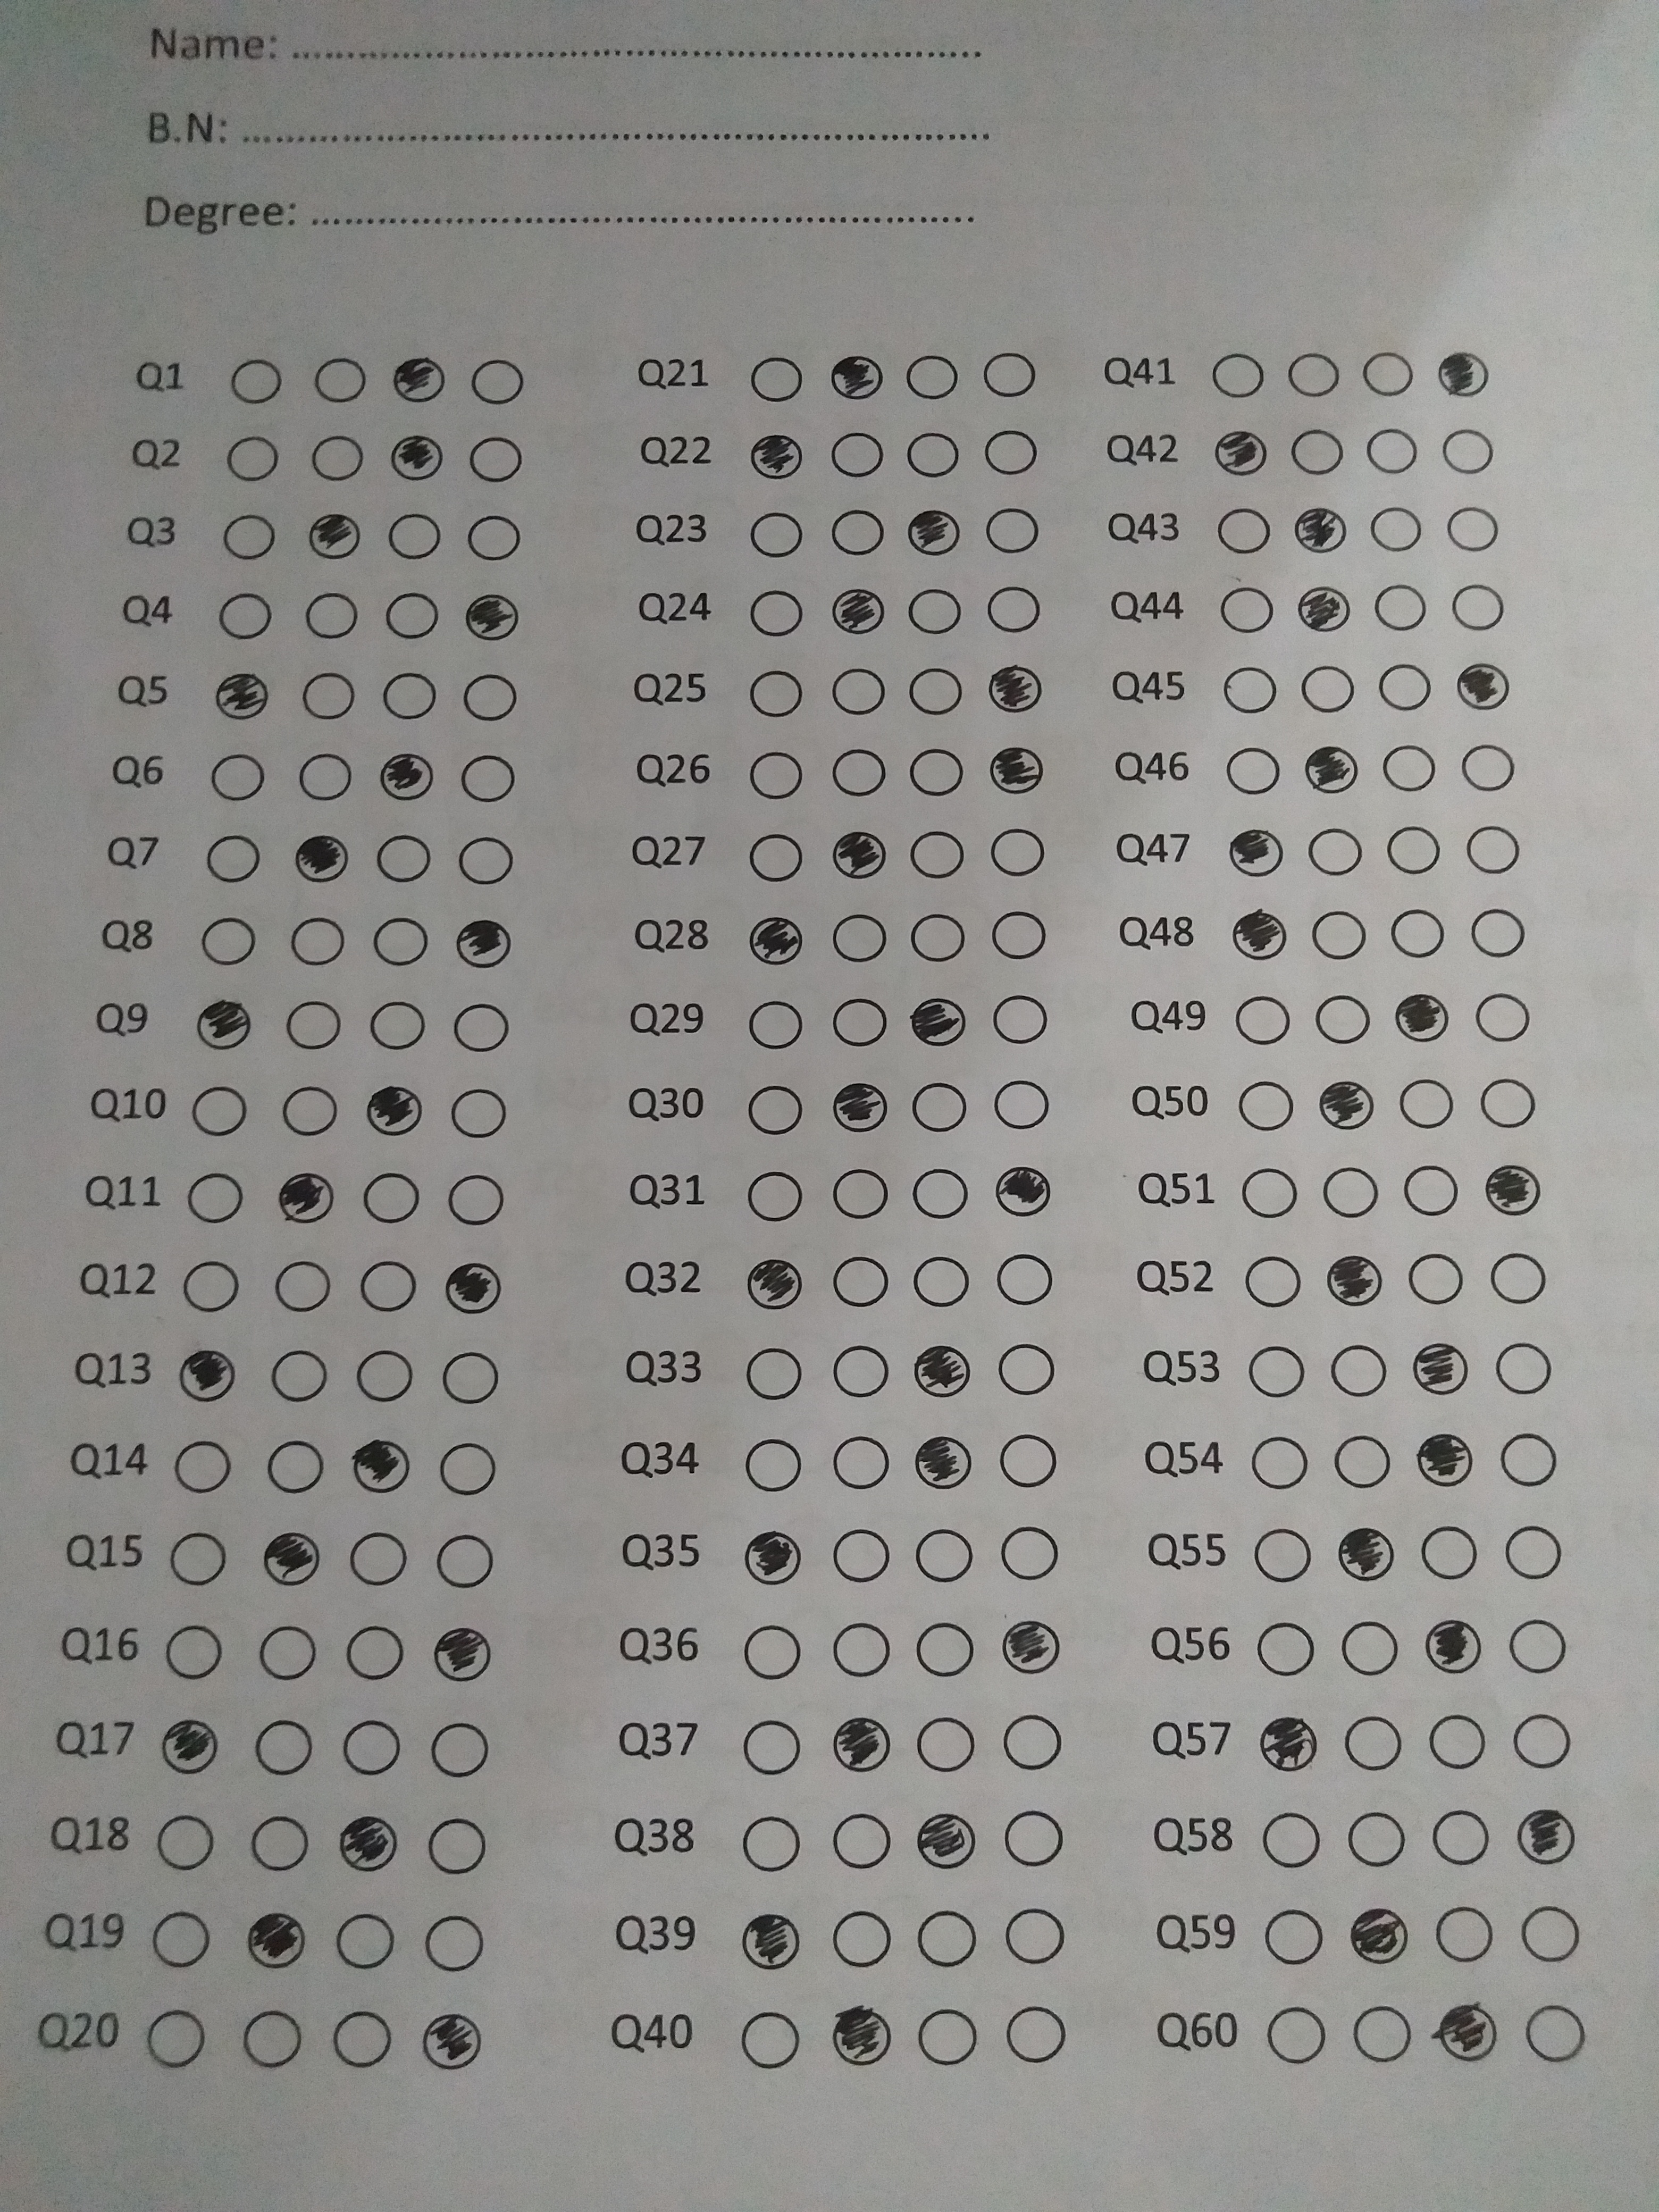 Name: ................................................................
B.N: ......................................................................
Degree: ..............................................................
Q1 Q21 Q41
Q2 Q22 Q42
Q3 Q23 Q43
Q4 Q24 Q44
Q5 Q25 Q45
Q6 Q26 Q46
Q7 Q27 Q47
Q8 Q28 Q48
Q9 Q29 Q49
Q10 Q30 Q50
Q11 Q31 Q51
Q12 Q32 Q52
Q13 Q33 Q53
Q14 Q34 Q54
Q15 Q35 Q55
Q16 Q36 Q56
Q17 Q37 Q57
Q18 Q38 Q58
Q19 Q39 Q59
Q20 Q40 Q60